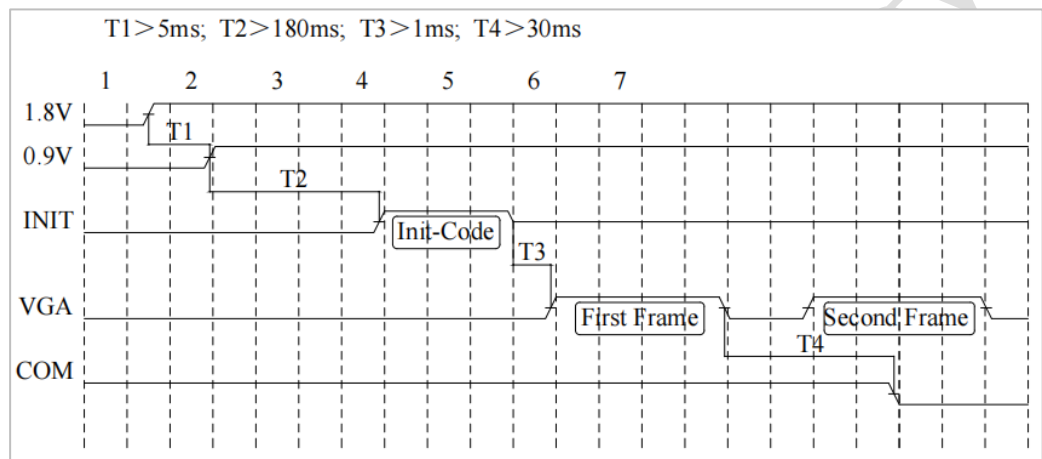 T1＞5ms; T2＞180ms; T3＞1ms; T4＞30ms
1 2 3 4 5 6 7
1.8V
T1
0.9V
T2
INIT
Init-Code
T3
VGA
First Frame
Second Frame
T4
COM